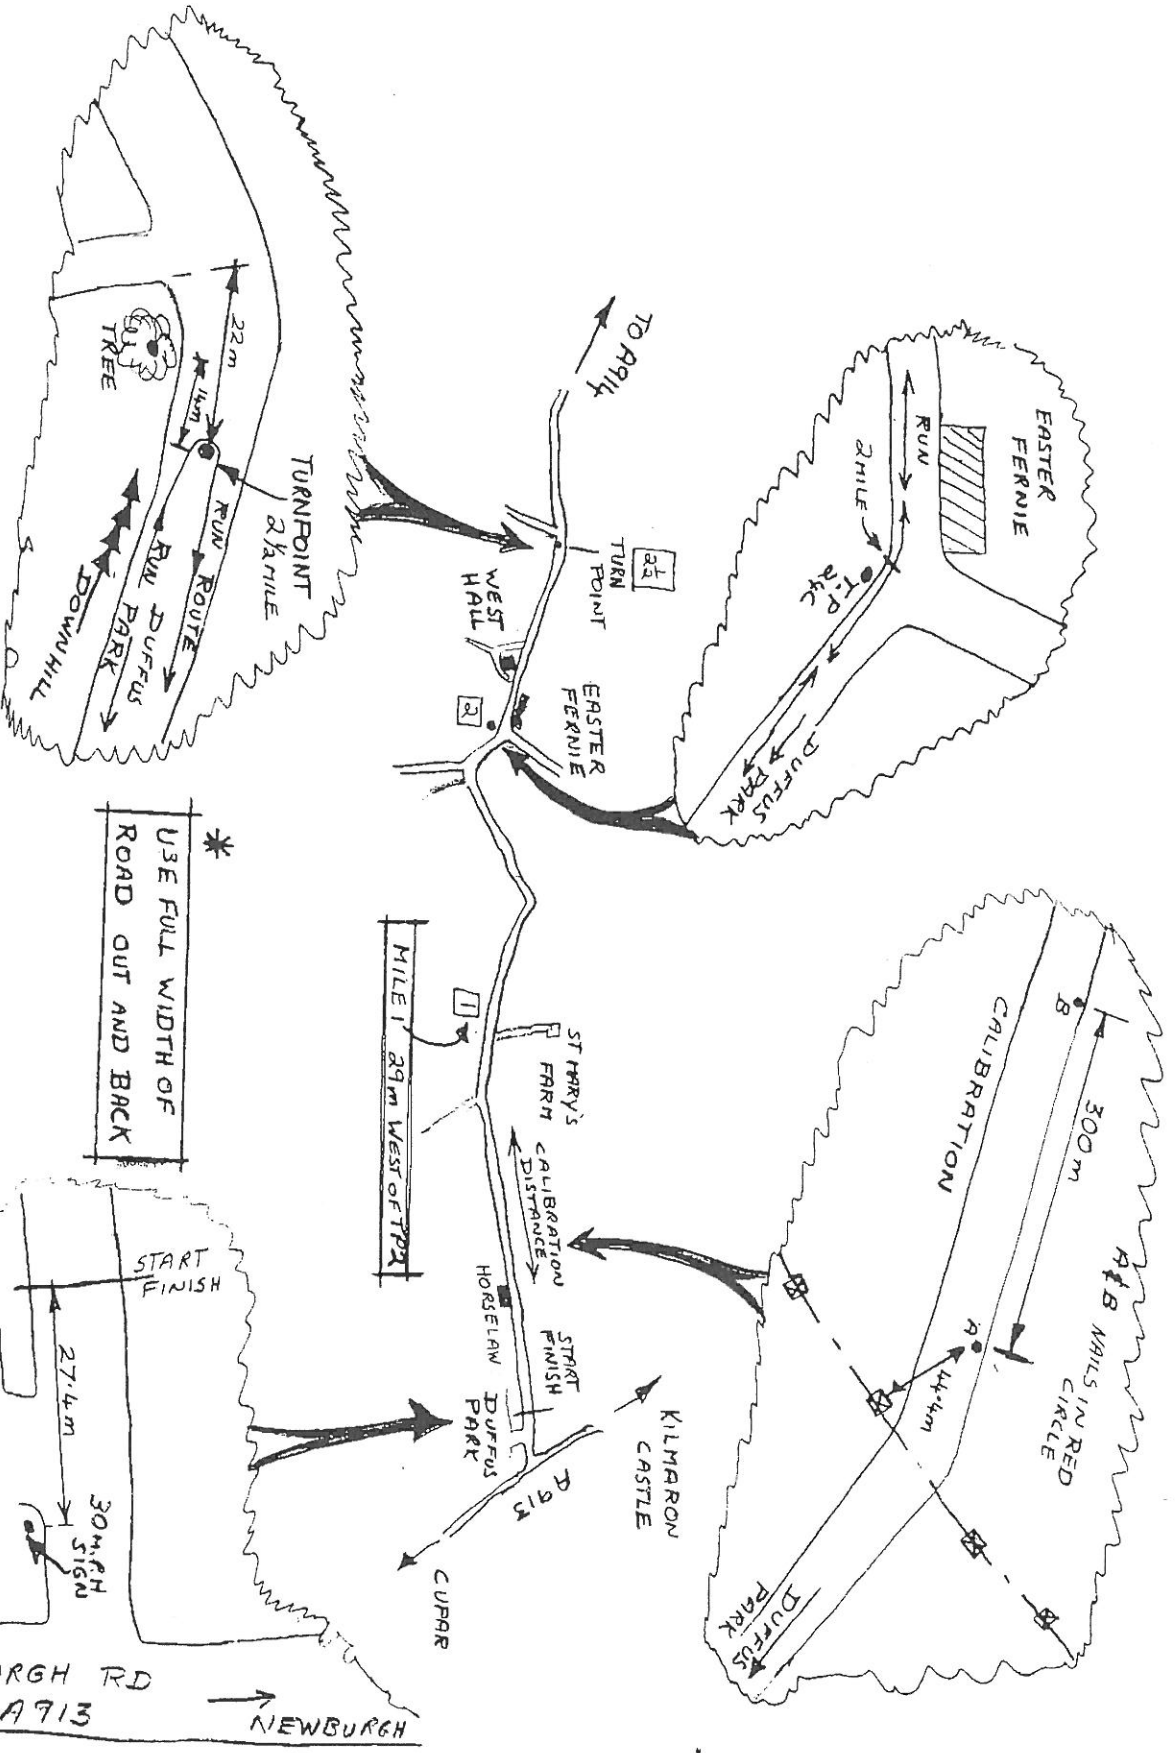 EASTER
FERNIE
RUN
2 MILE
T.P
24C
DUFFUS
PARK
CALIBRATION
B
300 m
A & B NAILS IN RED
CIRCLE
A
44.4m
DUFFUS
PARK
TO A914
2½
TURN
POINT
WEST
HALL
EASTER
FERNIE
2
1
MILE 1 29m WEST OF TP2
ST MARY'S
FARM
CALIBRATION
DISTANCE
HORSELAW
START
FINISH
DUFFUS
PARK
KILMARON
CASTLE
A913
CUPAR
22m
TREE
14m
TURNPOINT
2½ MILE
RUN ROUTE
RUN DUFFUS
PARK
DOWNHILL
*
USE FULL WIDTH OF
ROAD OUT AND BACK
START
FINISH
27.4m
30 M.P.H
SIGN
RGH RD
A913
NEWBURGH